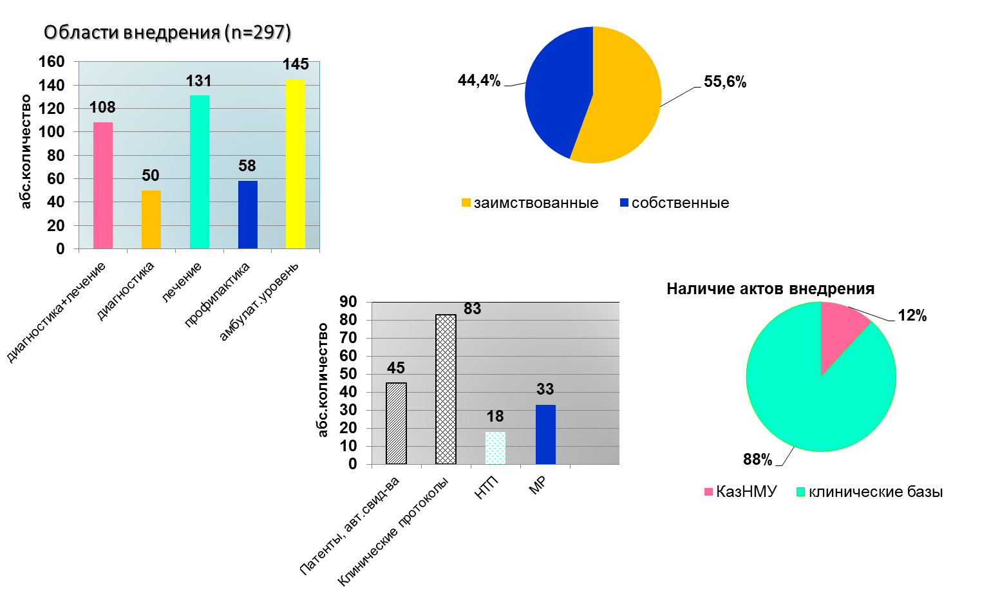 Области внедрения (n=297)
абс.количество
160
140
120
100
80
60
40
20
0
108
50
131
58
145
диагностика+лечение
диагностика
лечение
профилактика
амбулат.уровень
44,4%
55,6%
заимствованные
собственные
абс.количество
90
80
70
60
50
40
30
20
10
0
45
83
18
33
Патенты, авт.свид-ва
Клинические протоколы
НТП
МР
Наличие актов внедрения
12%
88%
КазНМУ
клинические базы